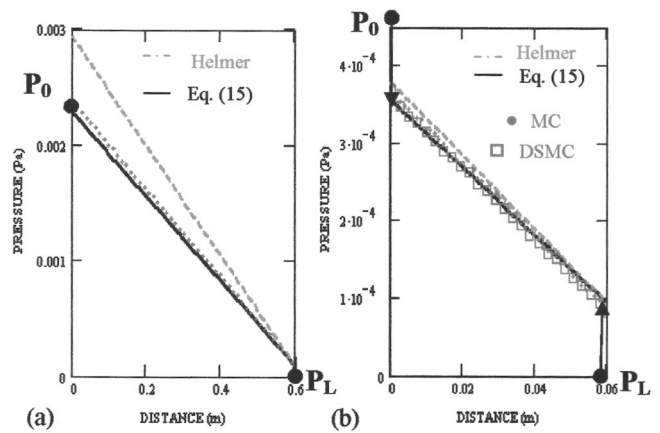 0.003
Helmer
Eq. (15)
P₀
0.002
PRESSURE (Pa)
0.001
0
P_L
0
0.2
0.4
0.6
DISTANCE (m)
(a)
P₀
4·10⁻⁴
Helmer
Eq. (15)
MC
DSMC
3·10⁻⁴
PRESSURE (Pa)
2·10⁻⁴
1·10⁻⁴
0
P_L
0
0.02
0.04
0.06
DISTANCE (m)
(b)